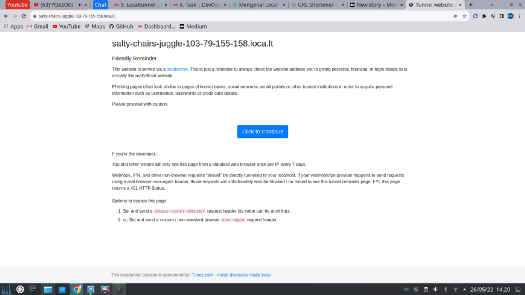 YouTube
(63) YOASOBI
Chat
5. Localtunnel
6. Task | DevOp
Mengenal Local
URL Shortener
New story – Me
Tunnel website
salty-chairs-juggle-103-79-155-158.loca.lt
Apps
Gmail
YouTube
Maps
GitHub
Dashboard...
Medium
salty-chairs-juggle-103-79-155-158.loca.lt
Friendly Reminder
This website is served via a localtunnel. This is just a reminder to always check the website address you're giving personal, financial, or login details to is
actually the real/official website.
Phishing pages often look similar to pages of known banks, social networks, email portals or other trusted institutions in order to acquire personal
information such as usernames, passwords or credit card details.
Please proceed with caution.
Click to Continue
If you're the developer...
You and other visitors will only see this page from a standard web browser once per IP every 7 days.
Webhooks, IPN, and other non-browser requests "should" be directly tunnelled to your localhost. If your webhook/ipn provider happens to send requests
using a real browser user-agent header, those requests will unfortunately also be blocked / be forced to see this tunnel reminder page. FYI, this page
returns a 401 HTTP Status.
Options to bypass this page:
1. Set and send a request header (its value can be anything).
2. or, Set and send a custom / non-standard browser request header.
This localtunnel session is sponsored by:
music discovery made easy
26/05/22
14.20